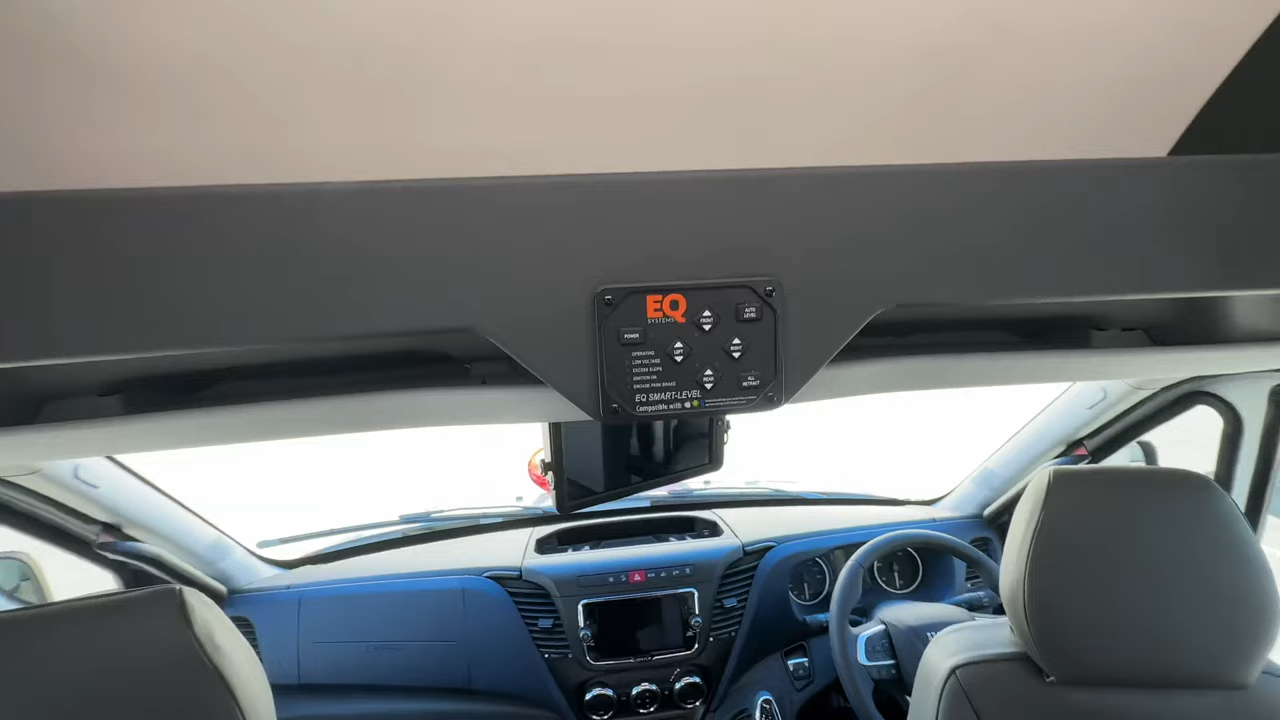 EQ
SYSTEMS
FRONT
AUTO
LEVEL
POWER
LEFT
RIGHT
OPERATING
LOW VOLTAGE
EXCESS SLOPE
IGNITION ON
ENGAGE PARK BRAKE
REAR
ALL
RETRACT
EQ SMART-LEVEL
Compatible with